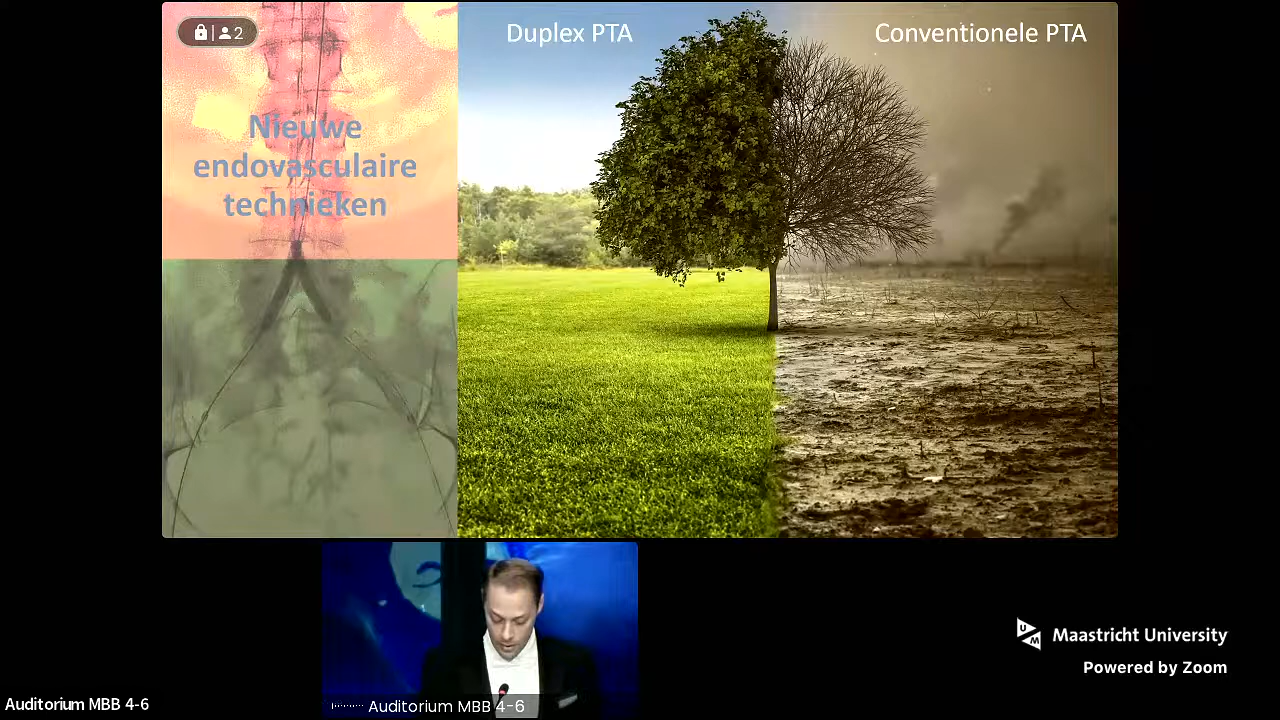 2
Nieuwe
endovasculaire
technieken
Duplex PTA
Conventionele PTA
UM
Maastricht University
Powered by Zoom
Auditorium MBB 4-6
Auditorium MBB 4-6